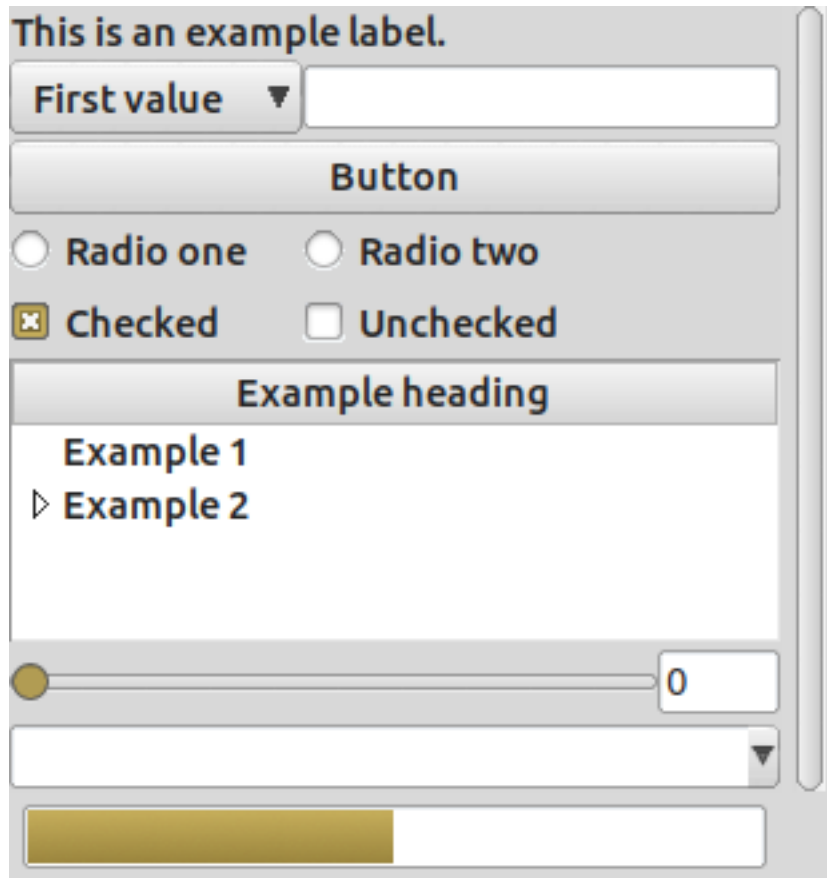 This is an example label.
First value
Button
Radio one Radio two
Checked Unchecked
Example heading
Example 1
Example 2
0